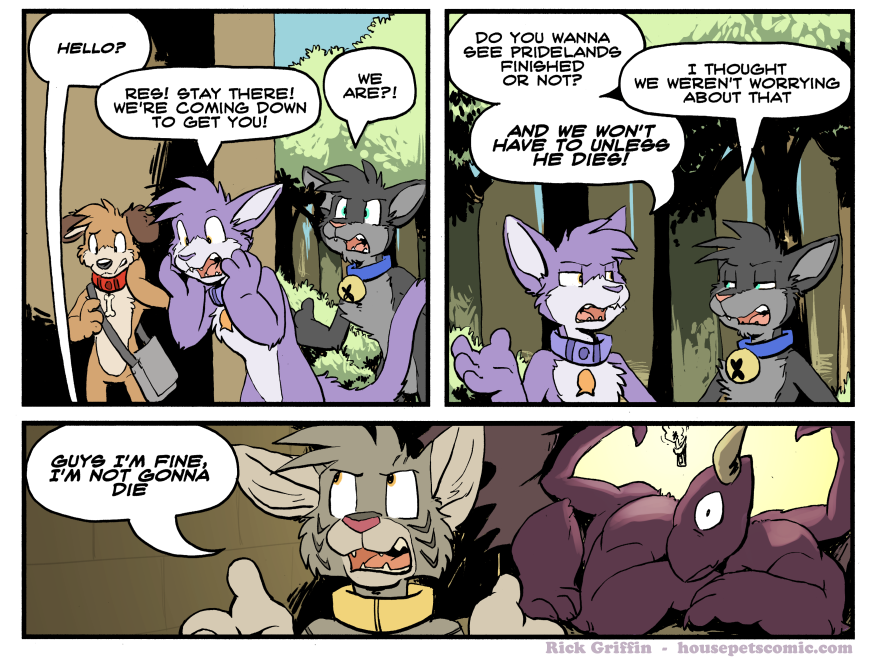 HELLO?
RES! STAY THERE!
WE'RE COMING DOWN
TO GET YOU!
WE
ARE?!
DO YOU WANNA
SEE PRIDELANDS
FINISHED
OR NOT?
I THOUGHT
WE WEREN'T WORRYING
ABOUT THAT
AND WE WON'T
HAVE TO UNLESS
HE DIES!
GUYS I'M FINE,
I'M NOT GONNA
DIE
Rick Griffin - housepetscomic.com